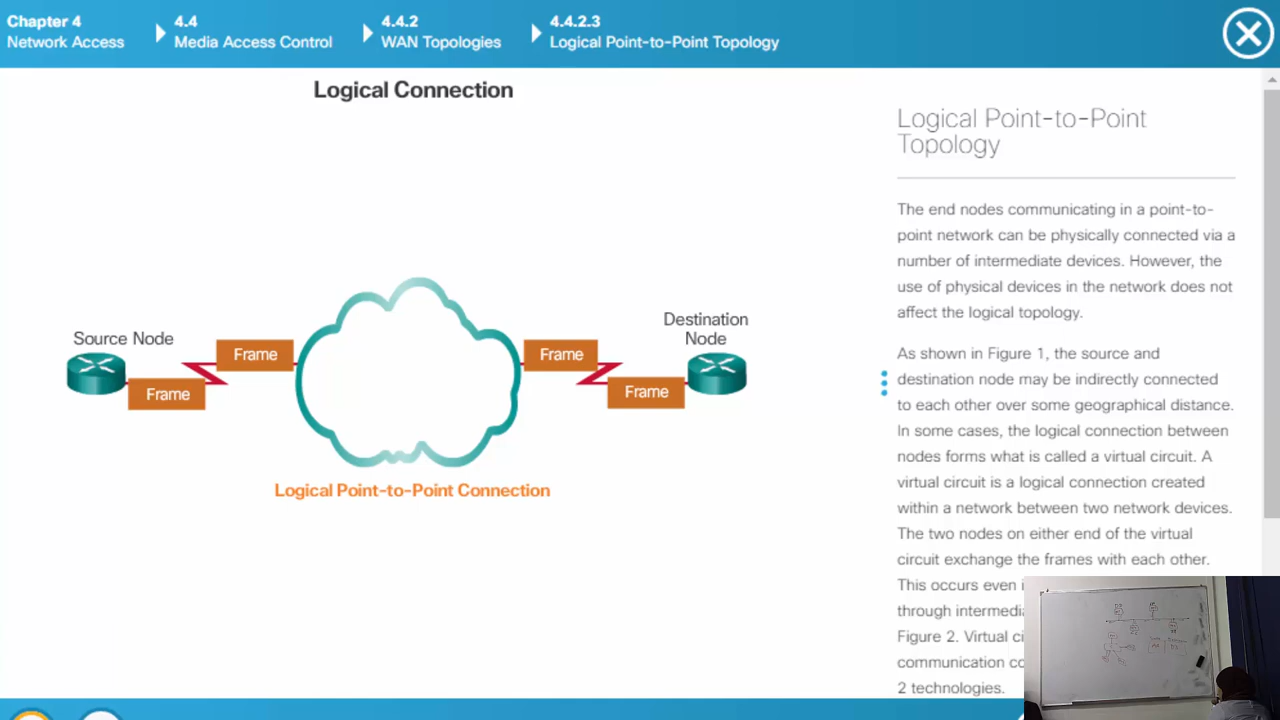 Chapter 4
Network Access
4.4
Media Access Control
4.4.2
WAN Topologies
4.4.2.3
Logical Point-to-Point Topology
Logical Connection
Source Node
Frame
Frame
Frame
Frame
Destination
Node
Logical Point-to-Point Connection
Logical Point-to-Point
Topology
The end nodes communicating in a point-to-
point network can be physically connected via a
number of intermediate devices. However, the
use of physical devices in the network does not
affect the logical topology.
As shown in Figure 1, the source and
destination node may be indirectly connected
to each other over some geographical distance.
In some cases, the logical connection between
nodes forms what is called a virtual circuit. A
virtual circuit is a logical connection created
within a network between two network devices.
The two nodes on either end of the virtual
circuit exchange the frames with each other.
This occurs even
through
Figure 2. Virtual
communication
2 technologies.